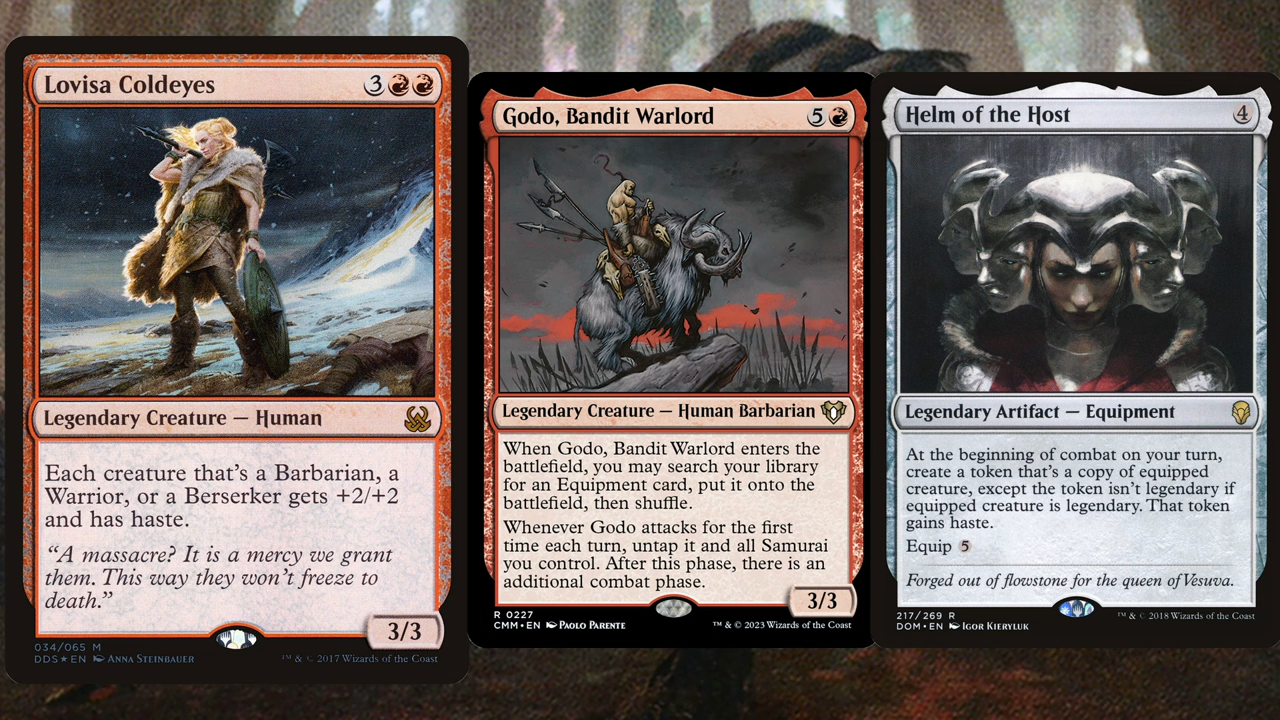 Lovisa Coldeyes
3
Legendary Creature — Human
Each creature that's a Barbarian, a
Warrior, or a Berserker gets +2/+2
and has haste.
“A massacre? It is a mercy we grant
them. This way they won't freeze to
death.”
3/3
034/065 M
DDS★EN Anna Steinbauer
™ & © 2017 Wizards of the Coast
Godo, Bandit Warlord
5
Legendary Creature — Human Barbarian
When Godo, Bandit Warlord enters the
battlefield, you may search your library
for an Equipment card, put it onto the
battlefield, then shuffle.
Whenever Godo attacks for the first
time each turn, untap it and all Samurai
you control. After this phase, there is an
additional combat phase.
3/3
R 0227
CMM•EN Paolo Parente
™ & © 2023 Wizards of the Coast
Helm of the Host
4
Legendary Artifact — Equipment
At the beginning of combat on your turn,
create a token that's a copy of equipped
creature, except the token isn't legendary if
equipped creature is legendary. That token
gains haste.
Equip 5
Forged out of flowstone for the queen of Vesuva.
217/269 R
DOM•EN Igor Kieryluk
™ & © 2018 Wizards of the Coast